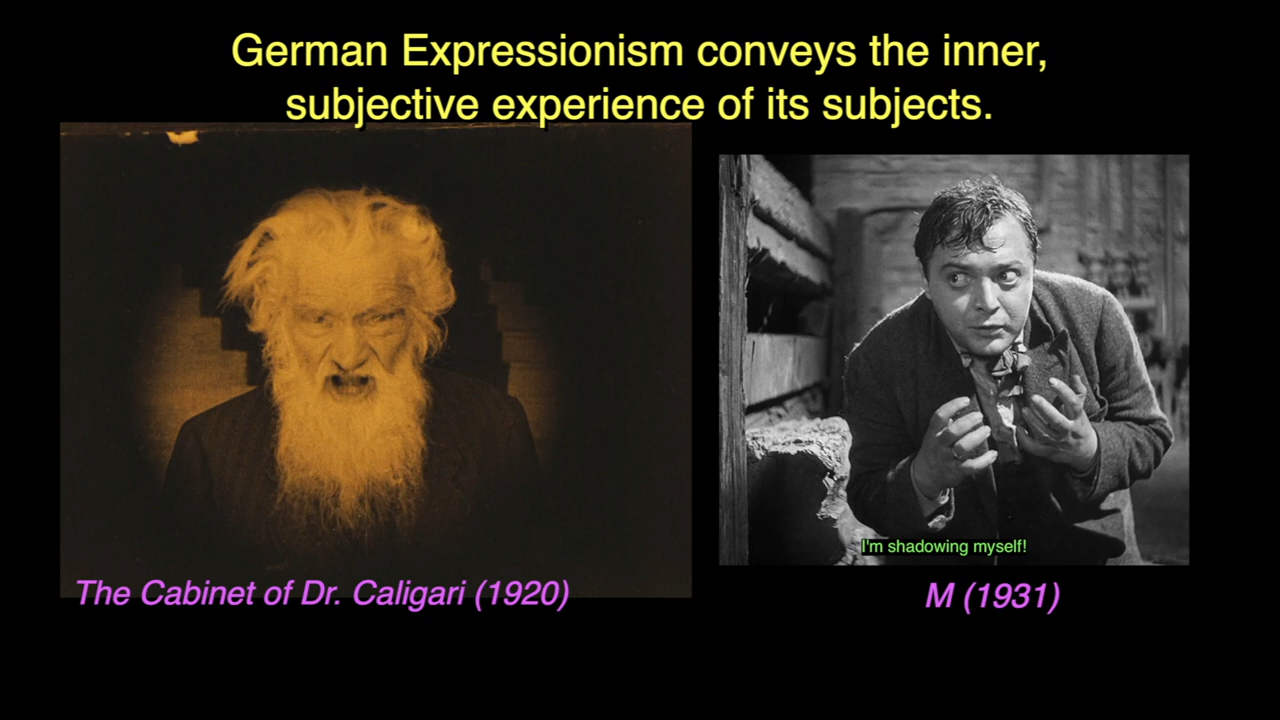 German Expressionism conveys the inner,
subjective experience of its subjects.
I'm shadowing myself!
The Cabinet of Dr. Caligari (1920)
M (1931)